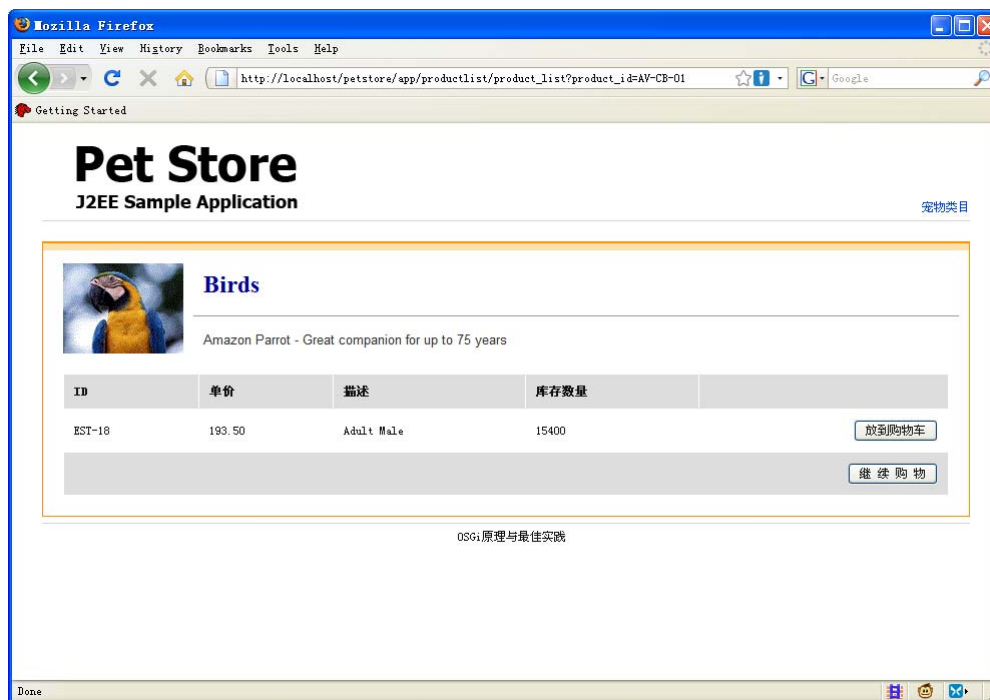 Mozilla Firefox
File Edit View History Bookmarks Tools Help
http://localhost/petstore/app/productlist/product_list?product_id=AV-CB-01
G Google
Getting Started
Pet Store
J2EE Sample Application
宠物类目
Birds
Amazon Parrot - Great companion for up to 75 years
ID 单价 描述 库存数量
EST-18 193.50 Adult Male 15400 放到购物车
继 续 购 物
OSGi原理与最佳实践
Done